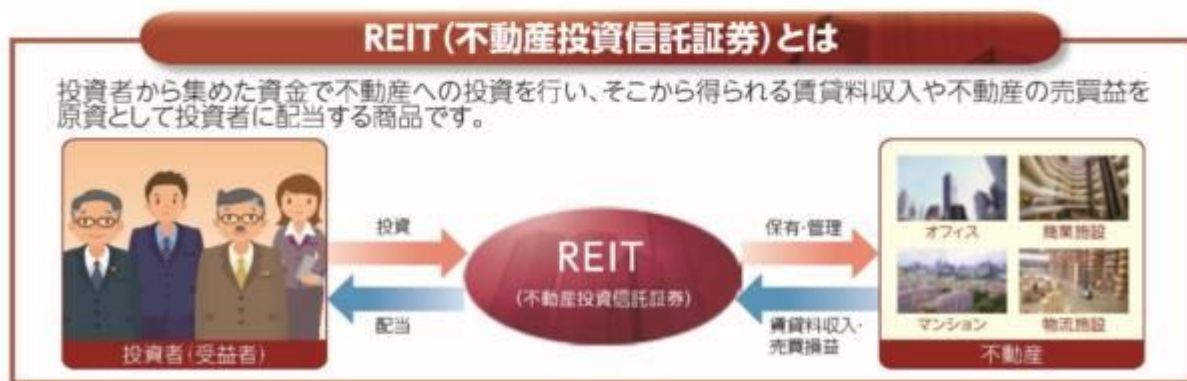 REIT(不動産投資信託証券)とは
投資者から集めた資金で不動産への投資を行い、そこから得られる賃貸料収入や不動産の売買益を
原資として投資者に配当する商品です。
投資
配当
投資者(受益者)
REIT
(不動産投資信託証券)
保有・管理
賃貸料収入・
売買損益
オフィス
商業施設
マンション
物流施設
不動産